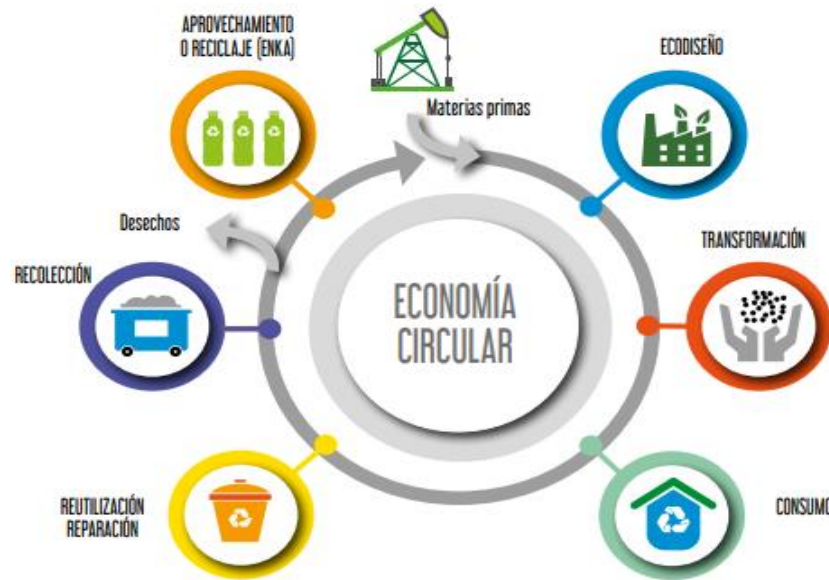 APROVECHAMIENTO
O RECICLAJE (ENKA)
Materias primas
ECODISEÑO
Desechos
TRANSFORMACIÓN
RECOLECCIÓN
ECONOMÍA
CIRCULAR
REUTILIZACIÓN
REPARACIÓN
CONSUMO